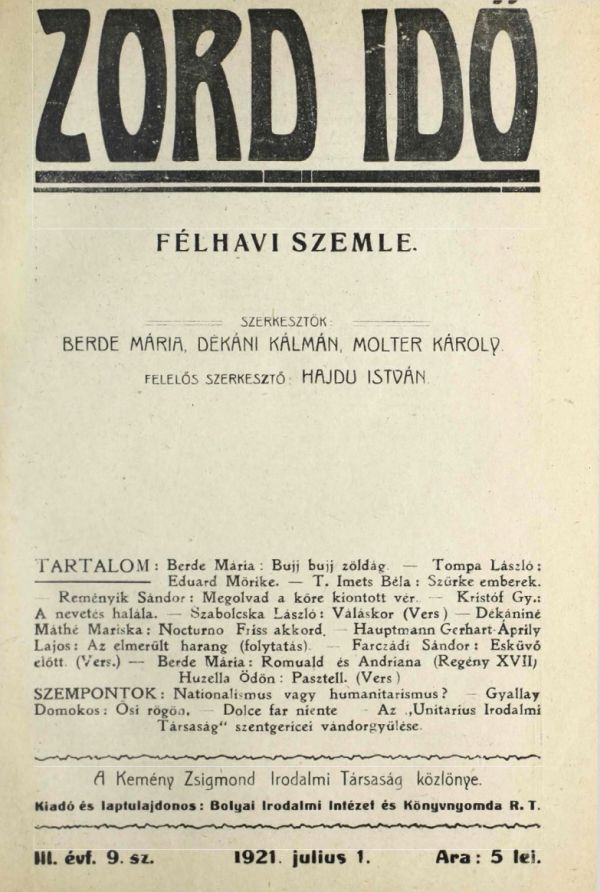 ZORD IDŐ
FÉLHAVI SZEMLE.
SZERKESZTŐK:
BERDE MÁRIA, DÉKÁNI KÁLMÁN, MOLTER KÁROLY.
FELELŐS SZERKESZTŐ: HAJDU ISTVÁN.
TARTALOM: Berde Mária: Bujj bujj zöldág. — Tompa László:
Eduard Mörike. — T. Imets Béla: Szürke emberek.
— Reményik Sándor: Megolvad a kőre kiontott vér. — Kristóf Gy.:
A nevetés halála. — Szabolcska László: Váláskor (Vers) — Dékániné
Máthé Mariska: Nocturno Friss akkord. — Hauptmann Gerhart-Áprily
Lajos: Az elmerült harang (folytatás). — Farczádi Sándor: Esküvő
előtt. (Vers.) — Berde Mária: Romuald és Andriana (Regény XVII)
Huzella Ödön: Pasztell. (Vers)
SZEMPONTOK: Nationalismus vagy humanitarismus? — Gyallay
Domokos: Ősi rögön. — Dolce far niente — Az „Unitárius Irodalmi
Társaság" szentgericei vándorgyülése.
A Kemény Zsigmond Irodalmi Társaság közlönye.
Kiadó és laptulajdonos: Bolyai Irodalmi Intézet és Könyvnyomda R. T.
III. évf. 9. sz. 1921. julius 1. Ára: 5 lei.